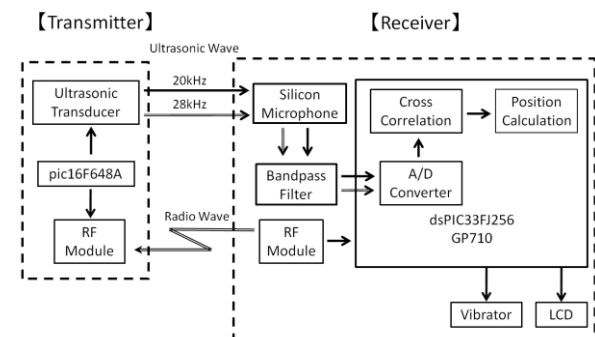 【Transmitter】
【Receiver】
Ultrasonic Wave
20kHz
28kHz
Ultrasonic
Transducer
pic16F648A
RF
Module
Radio Wave
Silicon
Microphone
Bandpass
Filter
RF
Module
Cross
Correlation
Position
Calculation
A/D
Converter
dsPIC33FJ256
GP710
Vibrator
LCD